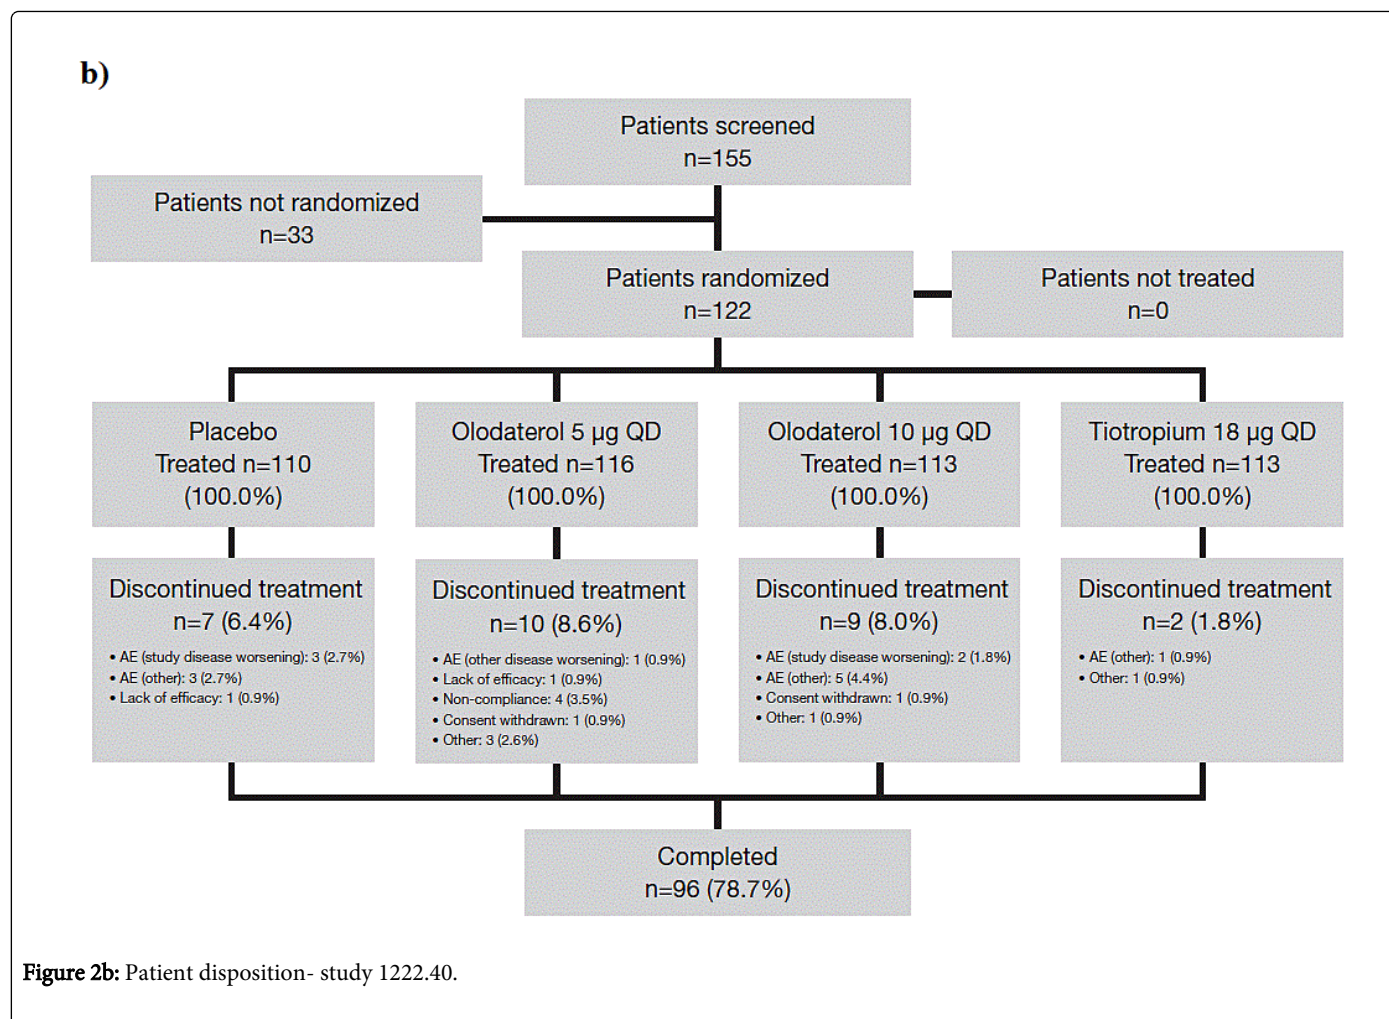 b)
Patients screened
n=155
Patients not randomized
n=33
Patients randomized
n=122
Patients not treated
n=0
Placebo
Treated n=110
(100.0%)
Olodaterol 5 µg QD
Treated n=116
(100.0%)
Olodaterol 10 µg QD
Treated n=113
(100.0%)
Tiotropium 18 µg QD
Treated n=113
(100.0%)
Discontinued treatment
n=7 (6.4%)
• AE (study disease worsening): 3 (2.7%)
• AE (other): 3 (2.7%)
• Lack of efficacy: 1 (0.9%)
Discontinued treatment
n=10 (8.6%)
• AE (other disease worsening): 1 (0.9%)
• Lack of efficacy: 1 (0.9%)
• Non-compliance: 4 (3.5%)
• Consent withdrawn: 1 (0.9%)
• Other: 3 (2.6%)
Discontinued treatment
n=9 (8.0%)
• AE (study disease worsening): 2 (1.8%)
• AE (other): 5 (4.4%)
• Consent withdrawn: 1 (0.9%)
• Other: 1 (0.9%)
Discontinued treatment
n=2 (1.8%)
• AE (other): 1 (0.9%)
• Other: 1 (0.9%)
Completed
n=96 (78.7%)
Figure 2b: Patient disposition- study 1222.40.